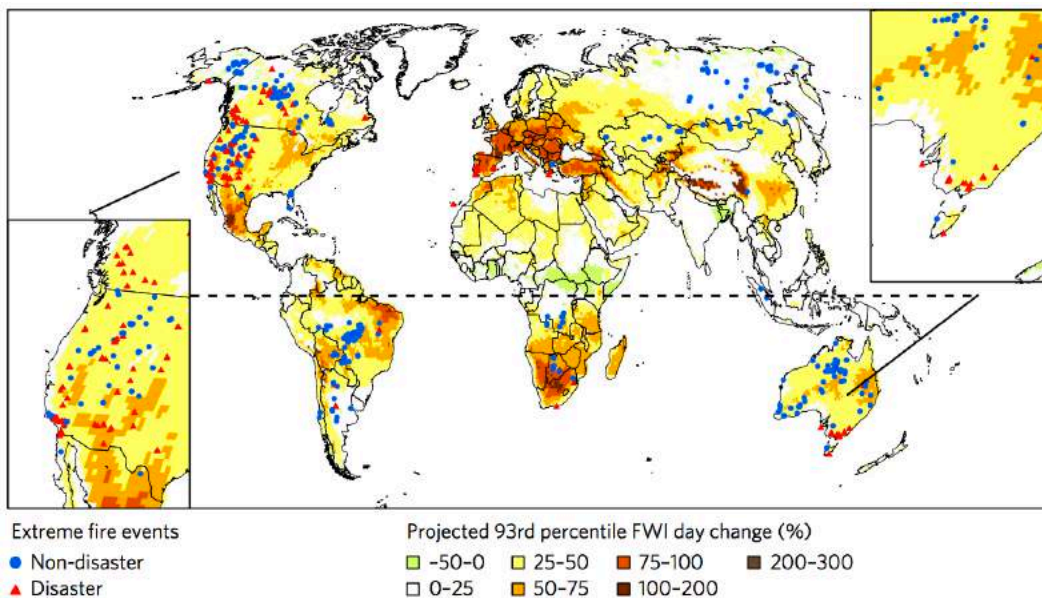 Extreme fire events
Non-disaster
Disaster
Projected 93rd percentile FWI day change (%)
–50–0 25–50 75–100 200–300
0–25 50–75 100–200